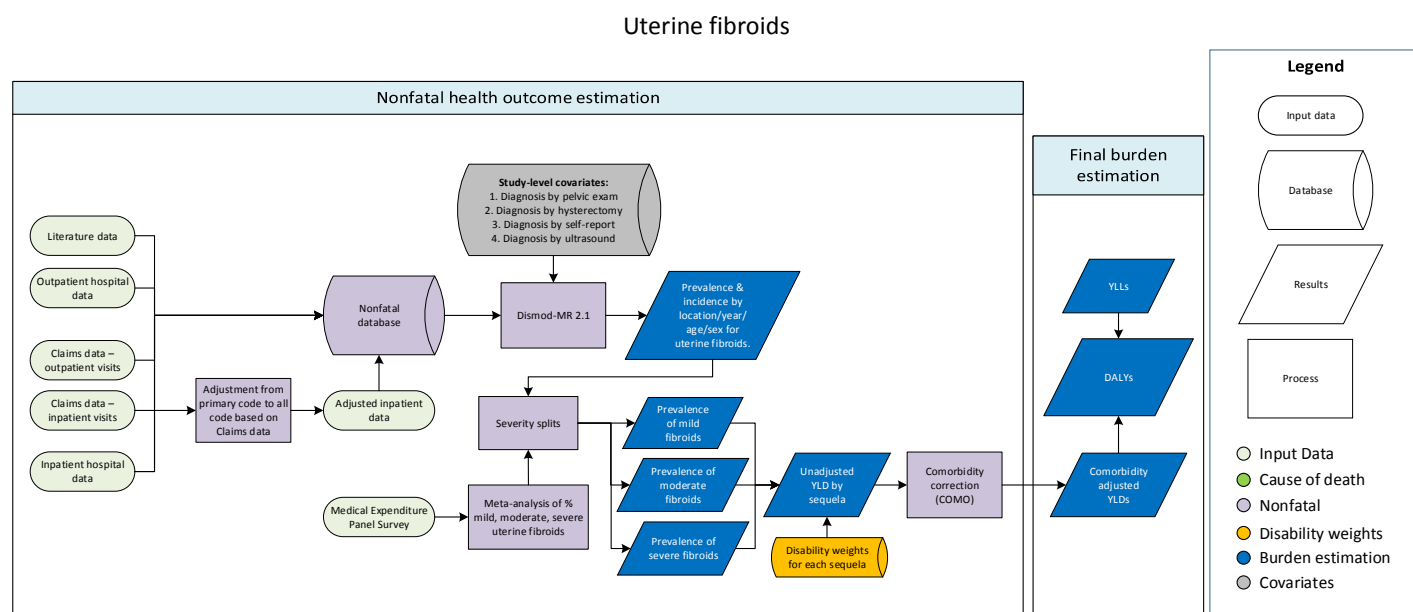 Uterine fibroids
Nonfatal health outcome estimation
Literature data
Outpatient hospital
data
Claims data –
outpatient visits
Claims data –
inpatient visits
Inpatient hospital
data
Adjustment from
primary code to all
code based on
Claims data
Adjusted inpatient
data
Nonfatal
database
Study-level covariates:
1. Diagnosis by pelvic exam
2. Diagnosis by hysterectomy
3. Diagnosis by self-report
4. Diagnosis by ultrasound
Dismod-MR 2.1
Prevalence &
incidence by
location/year/
age/sex for
uterine fibroids.
Severity splits
Medical Expenditure
Panel Survey
Meta-analysis of %
mild, moderate, severe
uterine fibroids
Prevalence
of mild
fibroids
Prevalence of
moderate
fibroids
Prevalence of
severe fibroids
Unadjusted
YLD by
sequela
Disability weights
for each sequela
Comorbidity
correction
(COMO)
Final burden
estimation
YLLs
DALYs
Comorbidity
adjusted
YLDs
Legend
Input data
Database
Results
Process
Input Data
Cause of death
Nonfatal
Disability weights
Burden estimation
Covariates